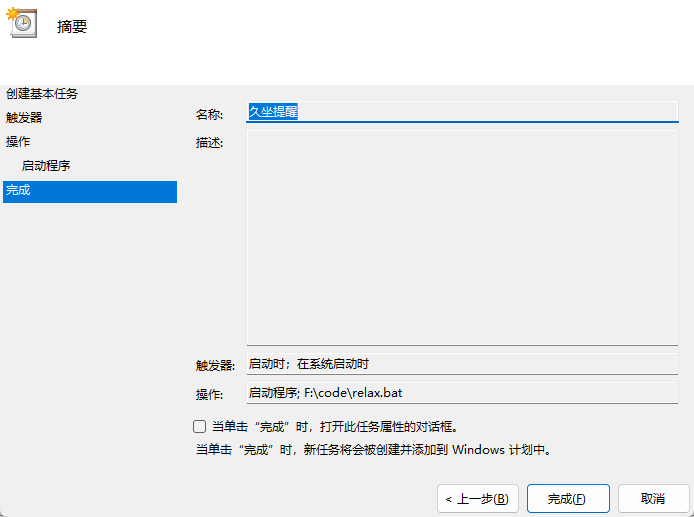 摘要
创建基本任务
触发器
操作
启动程序
完成
名称: 久坐提醒
描述:
触发器: 启动时；在系统启动时
操作: 启动程序; F:\code\relax.bat
当单击“完成”时，打开此任务属性的对话框。
当单击“完成”时，新任务将会被创建并添加到 Windows 计划中。
< 上一步(B) 完成(F) 取消